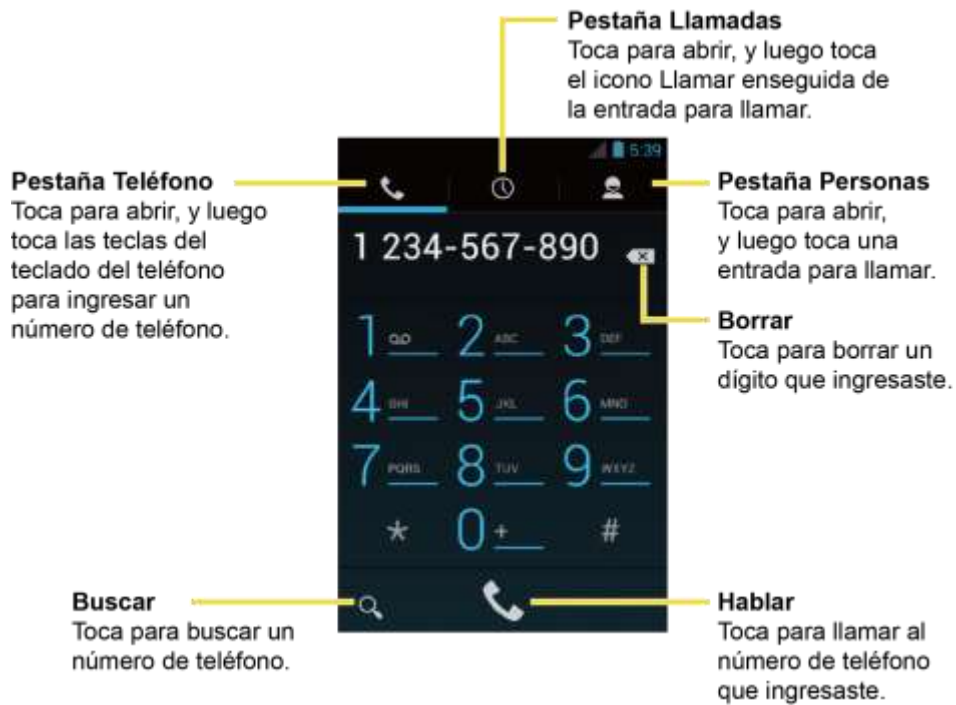 Pestaña Llamadas
Toca para abrir, y luego toca
el icono Llamar enseguida de
la entrada para llamar.
Pestaña Teléfono
Toca para abrir, y luego
toca las teclas del
teclado del teléfono
para ingresar un
número de teléfono.
5:39
Pestaña Personas
Toca para abrir,
y luego toca una
entrada para llamar.
1 234-567-890
Borrar
Toca para borrar un
dígito que ingresaste.
1 2 ABC 3 DEF
4 GHI 5 JKL 6 MNO
7 PQRS 8 TUV 9 WXYZ
* 0 + #
Buscar
Toca para buscar un
número de teléfono.
Hablar
Toca para llamar al
número de teléfono
que ingresaste.